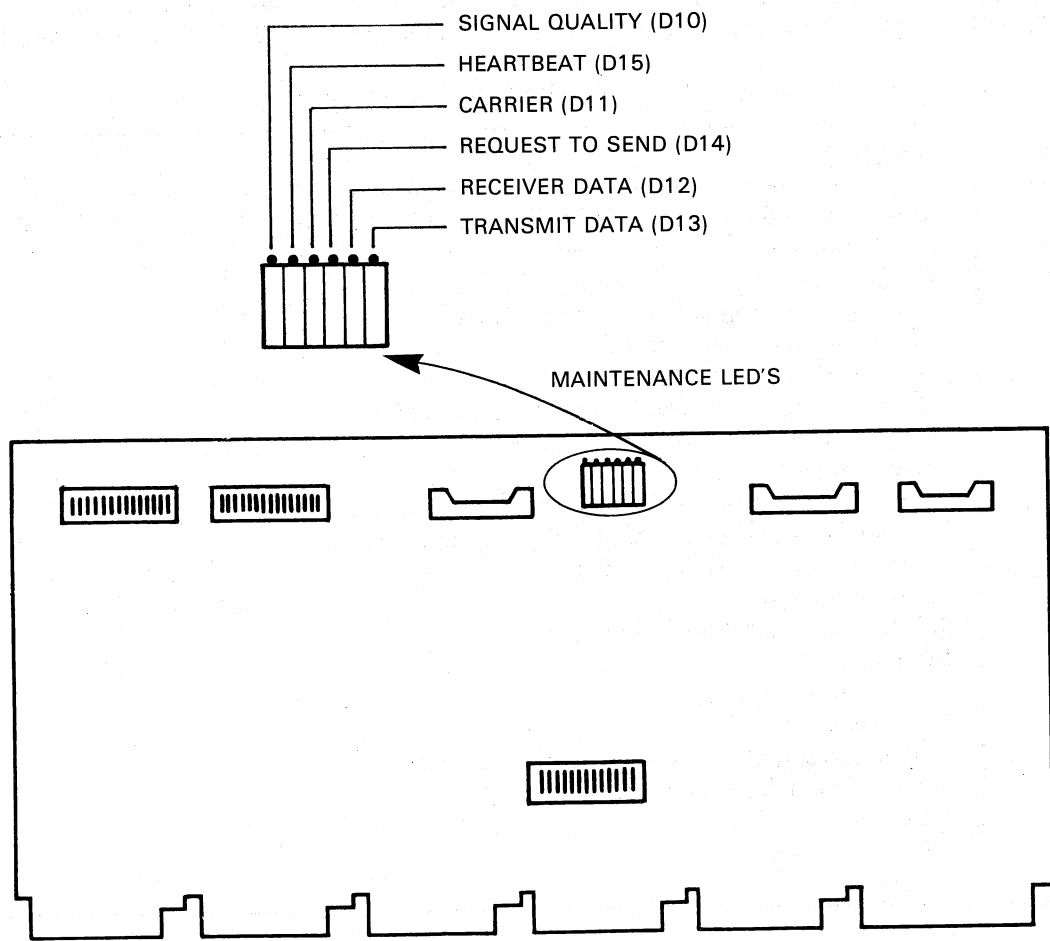 SIGNAL QUALITY (D10)
HEARTBEAT (D15)
CARRIER (D11)
REQUEST TO SEND (D14)
RECEIVER DATA (D12)
TRANSMIT DATA (D13)
MAINTENANCE LED'S